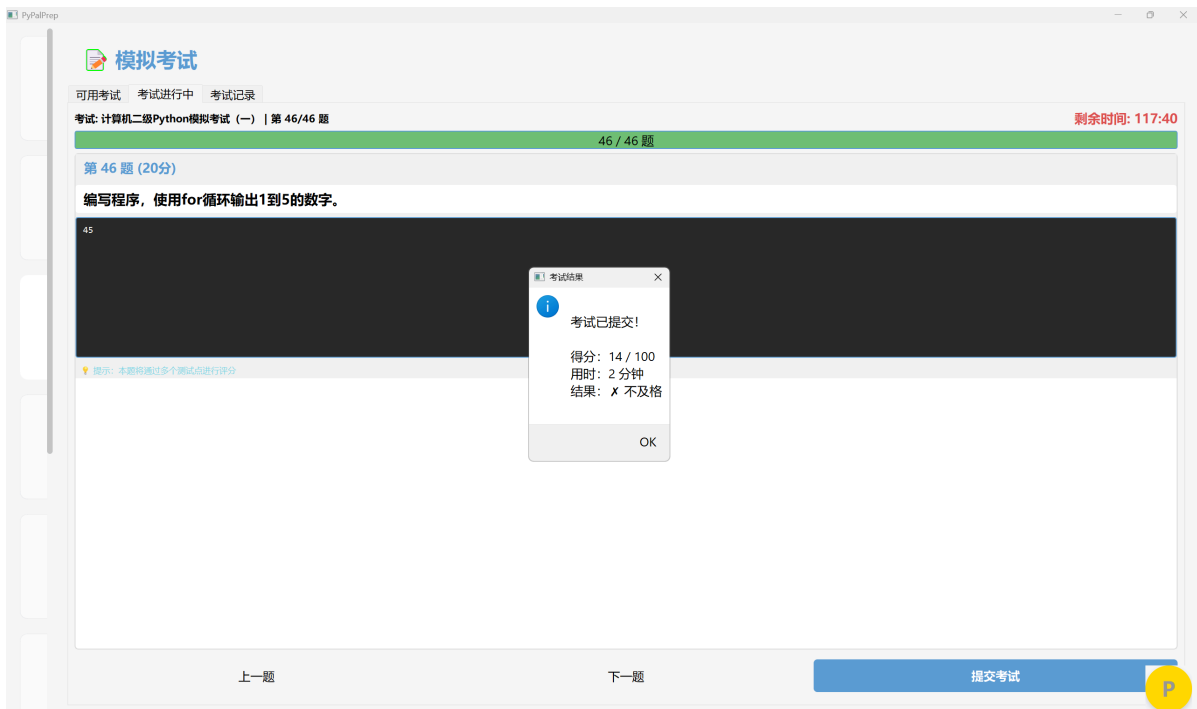 PyPalPrep
模拟考试
可用考试 考试进行中 考试记录
考试: 计算机二级Python模拟考试（一） | 第 46/46 题 剩余时间: 117:40
46 / 46 题
第 46 题 (20分)
编写程序，使用for循环输出1到5的数字。
45
考试结果
考试已提交！
得分：14 / 100
用时：2 分钟
结果：✗ 不及格
OK
提示：本题将通过多个测试点进行评分
上一题 下一题 提交考试
P